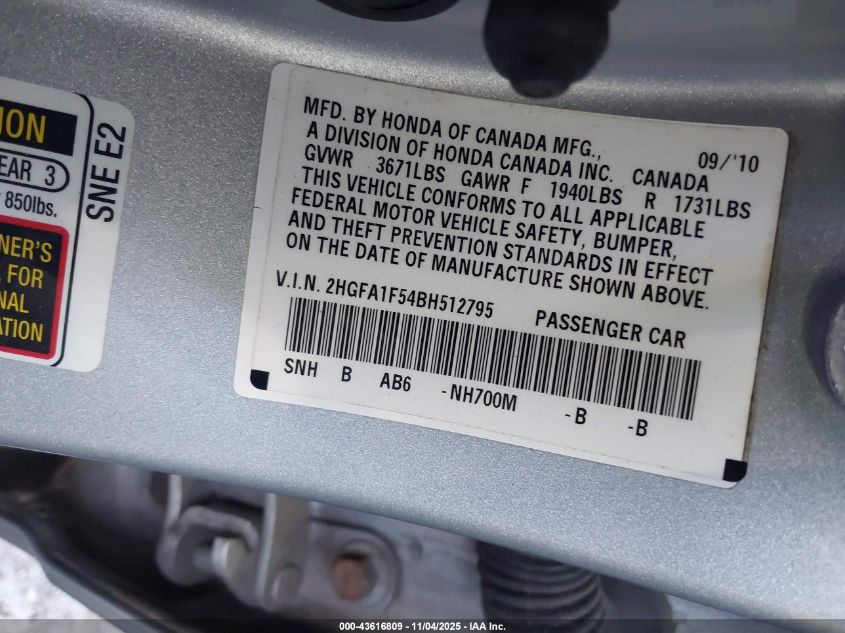 ION
EAR 3
850lbs.
NER'S
FOR
NAL
ATION
SNE E2
MFD. BY HONDA OF CANADA MFG., 09/'10
A DIVISION OF HONDA CANADA INC. CANADA
GVWR 3671LBS GAWR F 1940LBS R 1731LBS
THIS VEHICLE CONFORMS TO ALL APPLICABLE
FEDERAL MOTOR VEHICLE SAFETY, BUMPER,
AND THEFT PREVENTION STANDARDS IN EFFECT
ON THE DATE OF MANUFACTURE SHOWN ABOVE.
V.I.N. 2HGFA1F54BH512795 PASSENGER CAR
SNH B AB6 -NH700M -B -B
000-43616809 - 11/04/2025 - IAA Inc.